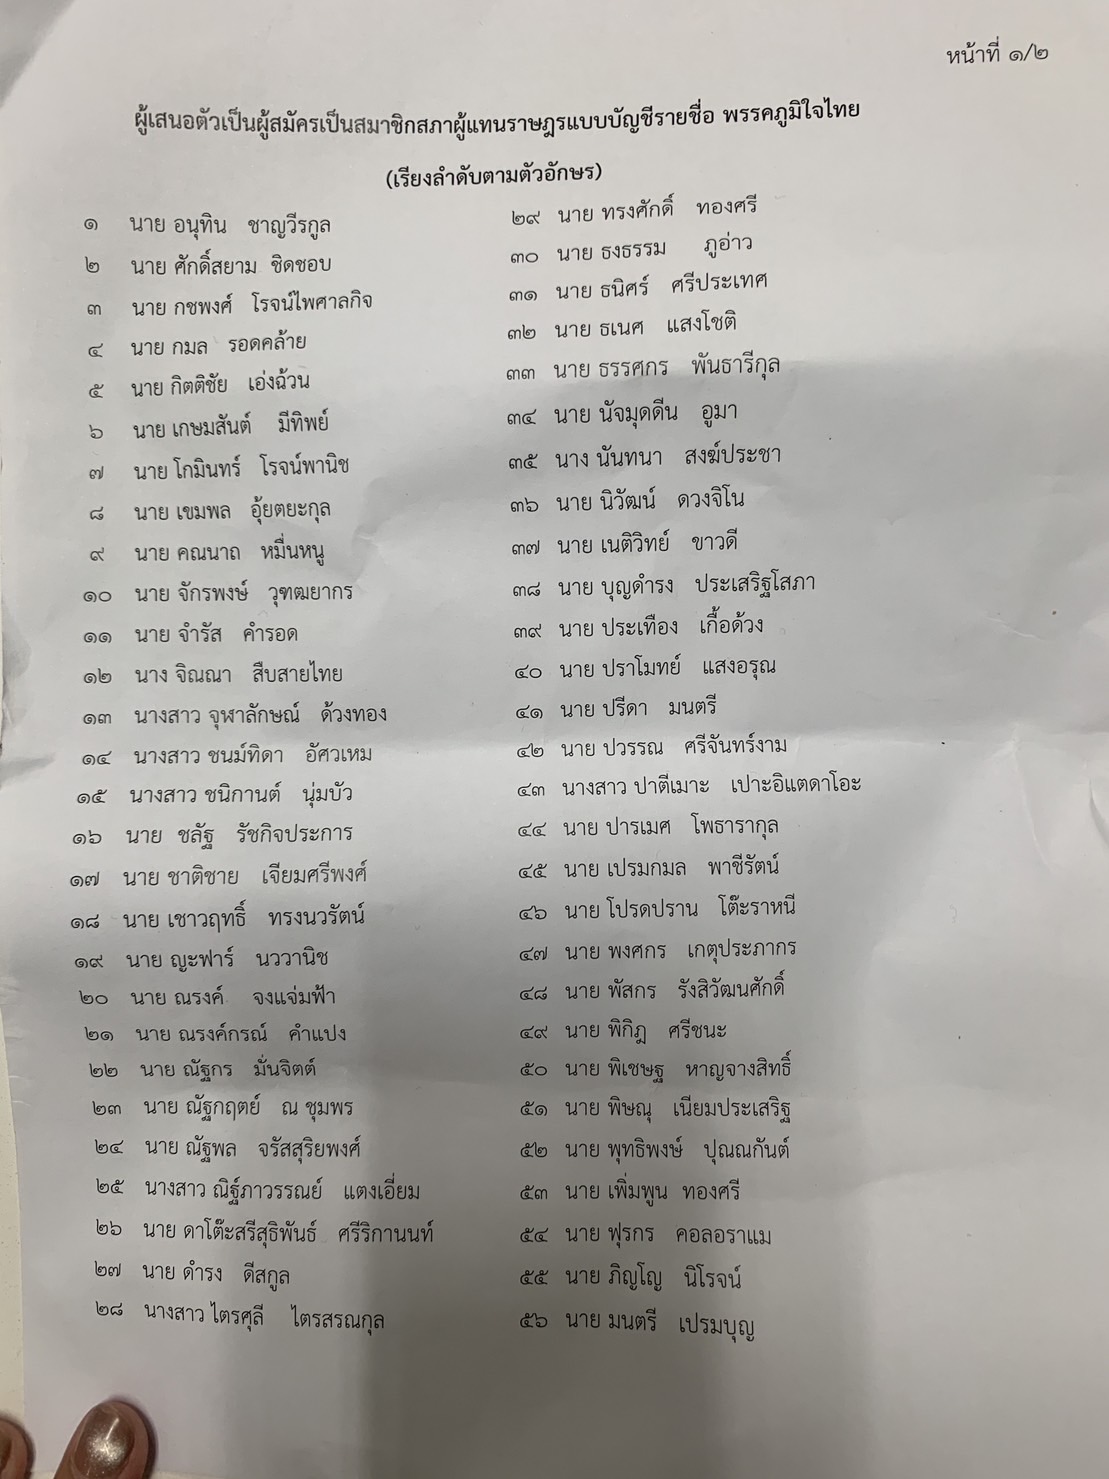 หน้าที่ ๑/๒
ผู้เสนอตัวเป็นผู้สมัครเป็นสมาชิกสภาผู้แทนราษฎรแบบบัญชีรายชื่อ พรรคภูมิใจไทย
(เรียงลำดับตามตัวอักษร)
๑ นาย อนุทิน ชาญวีรกูล
๒ นาย ศักดิ์สยาม ชิดชอบ
๓ นาย กชพงศ์ โรจน์ไพศาลกิจ
๔ นาย กมล รอดคล้าย
๕ นาย กิตติชัย เอ่งฉ้วน
๖ นาย เกษมสันต์ มีทิพย์
๗ นาย โกมินทร์ โรจน์พานิช
๘ นาย เขมพล อุ้ยตยะกุล
๙ นาย คณนาถ หมื่นหนู
๑๐ นาย จักรพงษ์ วุฑฒยากร
๑๑ นาย จำรัส คำรอด
๑๒ นาง จิณณา สืบสายไทย
๑๓ นางสาว จุฬาลักษณ์ ด้วงทอง
๑๔ นางสาว ชนม์ทิดา อัศวเหม
๑๕ นางสาว ชนิกานต์ นุ่มบัว
๑๖ นาย ชลัฐ รัชกิจประการ
๑๗ นาย ชาติชาย เจียมศรีพงศ์
๑๘ นาย เชาวฤทธิ์ ทรงนวรัตน์
๑๙ นาย ญะฟาร์ นววานิช
๒๐ นาย ณรงค์ จงแจ่มฟ้า
๒๑ นาย ณรงค์กรณ์ คำแปง
๒๒ นาย ณัฐกร มั่นจิตต์
๒๓ นาย ณัฐกฤตย์ ณ ชุมพร
๒๔ นาย ณัฐพล จรัสสุริยพงศ์
๒๕ นางสาว ณิฐ์ภาวรรณย์ แตงเอี่ยม
๒๖ นาย ดาโต๊ะสรีสุธิพันธ์ ศรีริกานนท์
๒๗ นาย ดำรง ดีสกูล
๒๘ นางสาว ไตรศุลี ไตรสรณกุล
๒๙ นาย ทรงศักดิ์ ทองศรี
๓๐ นาย ธงธรรม ภูอ่าว
๓๑ นาย ธนิศร์ ศรีประเทศ
๓๒ นาย ธเนศ แสงโชติ
๓๓ นาย ธรรศกร พันธารีกุล
๓๔ นาย นัจมุดดีน อูมา
๓๕ นาง นันทนา สงฆ์ประชา
๓๖ นาย นิวัฒน์ ดวงจิโน
๓๗ นาย เนติวิทย์ ขาวดี
๓๘ นาย บุญดำรง ประเสริฐโสภา
๓๙ นาย ประเทือง เกื้อด้วง
๔๐ นาย ปราโมทย์ แสงอรุณ
๔๑ นาย ปรีดา มนตรี
๔๒ นาย ปวรรณ ศรีจันทร์งาม
๔๓ นางสาว ปาตีเมาะ เปาะอิแตดาโอะ
๔๔ นาย ปารเมศ โพธารากุล
๔๕ นาย เปรมกมล พาชีรัตน์
๔๖ นาย โปรดปราน โต๊ะราหนี
๔๗ นาย พงศกร เกตุประภากร
๔๘ นาย พัสกร รังสิวัฒนศักดิ์
๔๙ นาย พิกิฎ ศรีชนะ
๕๐ นาย พิเชษฐ หาญจางสิทธิ์
๕๑ นาย พิษณุ เนียมประเสริฐ
๕๒ นาย พุทธิพงษ์ ปุณณกันต์
๕๓ นาย เพิ่มพูน ทองศรี
๕๔ นาย ฟุรกร คอลอราแม
๕๕ นาย ภิญโญ นิโรจน์
๕๖ นาย มนตรี เปรมบุญ